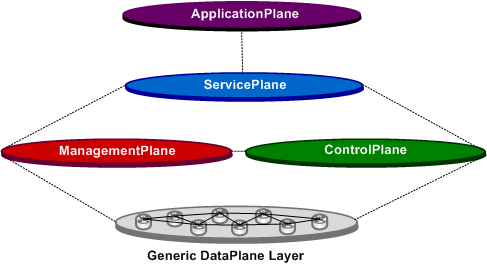 ApplicationPlane
ServicePlane
ManagementPlane
ControlPlane
Generic DataPlane Layer